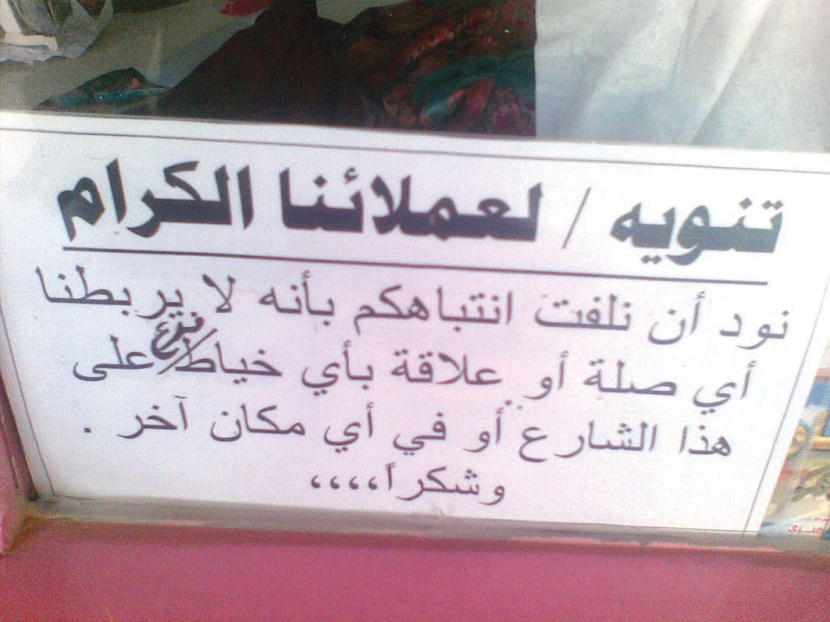 تنويه / لعملائنا الكرام
نود أن نلفت انتباهكم بأنه لا يربطنا
أي صلة أو علاقة بأي خياط على
هذا الشارع أو في أي مكان آخر .
وشكراً،،،،